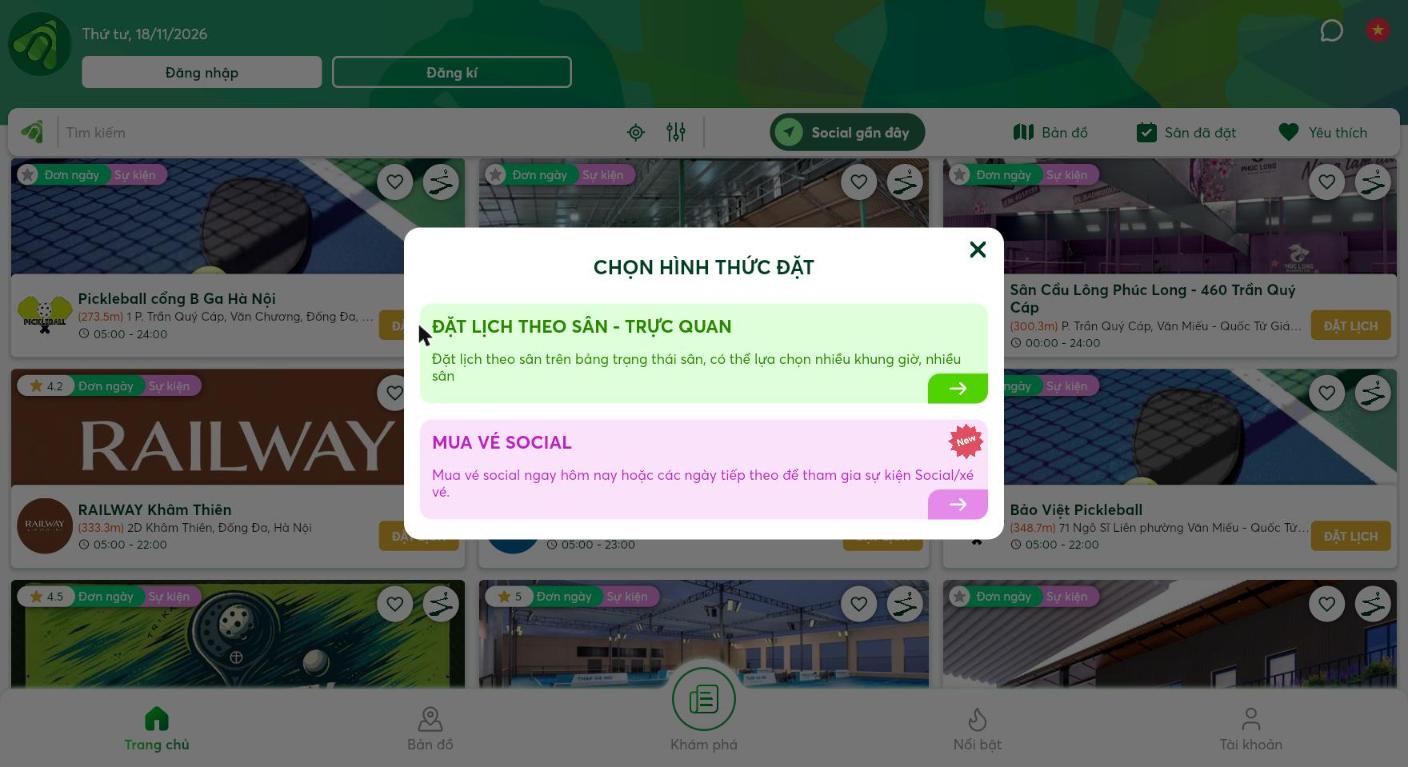 Thứ tư, 18/11/2026
Đăng nhập
Đăng kí
Tìm kiếm
Social gần đây
Bản đồ
Sân đã đặt
Yêu thích
Đơn ngày Sự kiện
Đơn ngày Sự kiện
Đơn ngày Sự kiện
PHUC LONG
PHUC LONG
CHỌN HÌNH THỨC ĐẶT
ĐẶT LỊCH THEO SÂN - TRỰC QUAN
Đặt lịch theo sân trên bảng trạng thái sân, có thể lựa chọn nhiều khung giờ, nhiều
sân
MUA VÉ SOCIAL
New
Mua vé social ngay hôm nay hoặc các ngày tiếp theo để tham gia sự kiện Social/xé
vé.
PICKLEBALL
Pickleball cổng B Ga Hà Nội
(273.5m) 1 P. Trần Quý Cáp, Văn Chương, Đống Đa, ...
05:00 - 24:00
Sân Cầu Lông Phúc Long - 460 Trần Quý
Cáp
(300.3m) P. Trần Quý Cáp, Văn Miếu - Quốc Tử Giá...
00:00 - 24:00
ĐẶT LỊCH
4.2 Đơn ngày Sự kiện
RAILWAY
RAILWAY
RAILWAY Khâm Thiên
(333.3m) 2D Khâm Thiên, Đống Đa, Hà Nội
05:00 - 22:00
05:00 - 23:00
Sự kiện
Bảo Việt Pickleball
(348.7m) 71 Ngõ Sĩ Liên phường Văn Miếu - Quốc Tử...
05:00 - 22:00
ĐẶT LỊCH
4.5 Đơn ngày Sự kiện
5 Đơn ngày Sự kiện
Đơn ngày Sự kiện
Trang chủ
Bản đồ
Khám phá
Nổi bật
Tài khoản